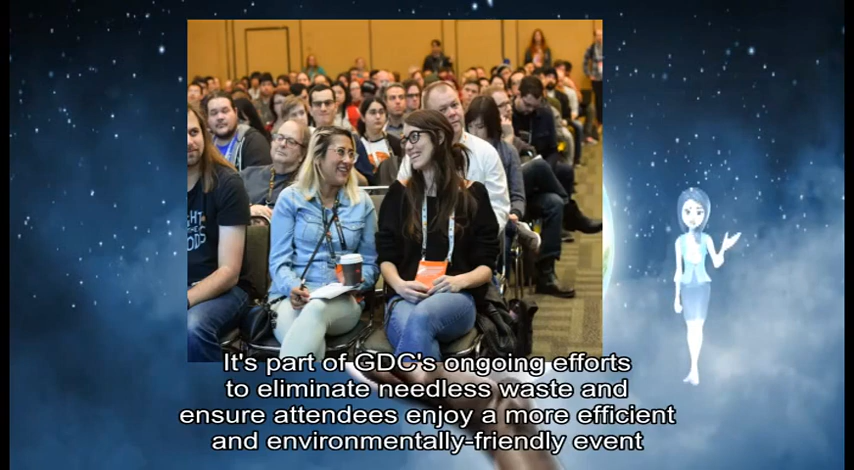 It's part of GDC's ongoing efforts
to eliminate needless waste and
ensure attendees enjoy a more efficient
and environmentally-friendly event